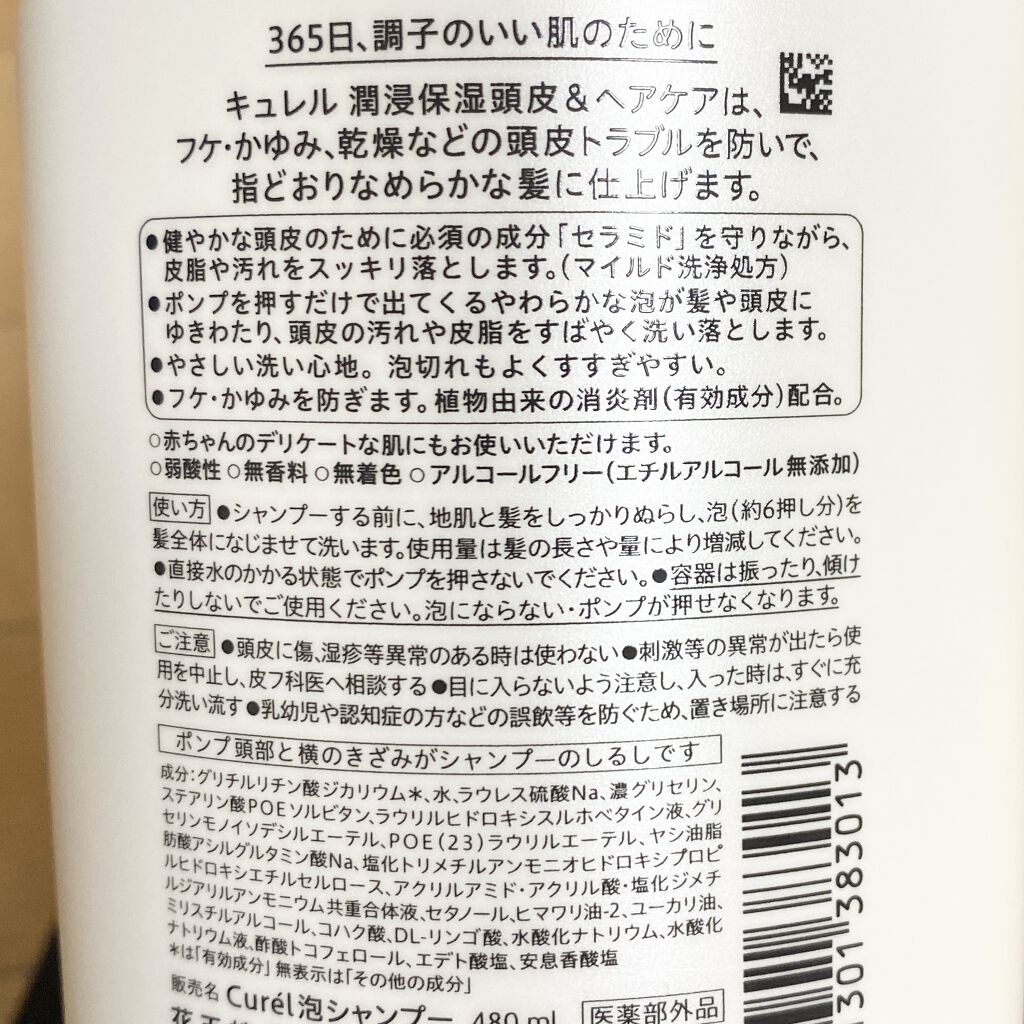 365日、調子のいい肌のために
キュレル 潤浸保湿頭皮&ヘアケアは、
フケ・かゆみ、乾燥などの頭皮トラブルを防いで、
指どおりなめらかな髪に仕上げます。
●健やかな頭皮のために必須の成分「セラミド」を守りながら、
皮脂や汚れをスッキリ落とします。(マイルド洗浄処方)
●ポンプを押すだけで出てくるやわらかな泡が髪や頭皮に
ゆきわたり、頭皮の汚れや皮脂をすばやく洗い落とします。
●やさしい洗い心地。泡切れもよくすすぎやすい。
●フケ・かゆみを防ぎます。植物由来の消炎剤(有効成分)配合。
○赤ちゃんのデリケートな肌にもお使いいただけます。
○弱酸性 ○無香料 ○無着色 ○アルコールフリー(エチルアルコール無添加)
使い方 ●シャンプーする前に、地肌と髪をしっかりぬらし、泡(約6押し分)を
髪全体になじませて洗います。使用量は髪の長さや量により増減してください。
●直接水のかかる状態でポンプを押さないでください。●容器は振ったり、傾け
たりしないでご使用ください。泡にならない・ポンプが押せなくなります。
ご注意 ●頭皮に傷、湿疹等異常のある時は使わない●刺激等の異常が出たら使
用を中止し、皮フ科医へ相談する●目に入らないよう注意し、入った時は、すぐに充
分洗い流す●乳幼児や認知症の方などの誤飲等を防ぐため、置き場所に注意する
ポンプ頭部と横のきざみがシャンプーのしるしです
成分:グリチルリチン酸ジカリウム*、水、ラウレス硫酸Na、濃グリセリン、
ステアリン酸POEソルビタン、ラウリルヒドロキシスルホベタイン液、グリ
セリンモノイソデシルエーテル、POE(23)ラウリルエーテル、ヤシ油脂
肪酸アシルグルタミン酸Na、塩化トリメチルアンモニオヒドロキシプロピ
ルヒドロキシエチルセルロース、アクリルアミド・アクリル酸・塩化ジメチ
ルジアリルアンモニウム共重合体液、セタノール、ヒマワリ油-2、ユーカリ油、
ミリスチルアルコール、コハク酸、DL-リンゴ酸、水酸化ナトリウム、水酸化
ナトリウム液、酢酸トコフェロール、エデト酸塩、安息香酸塩
*は「有効成分」無表示は「その他の成分」
販売名 Curél泡シャンプー 480 ml 医薬部外品
花王
301 383013